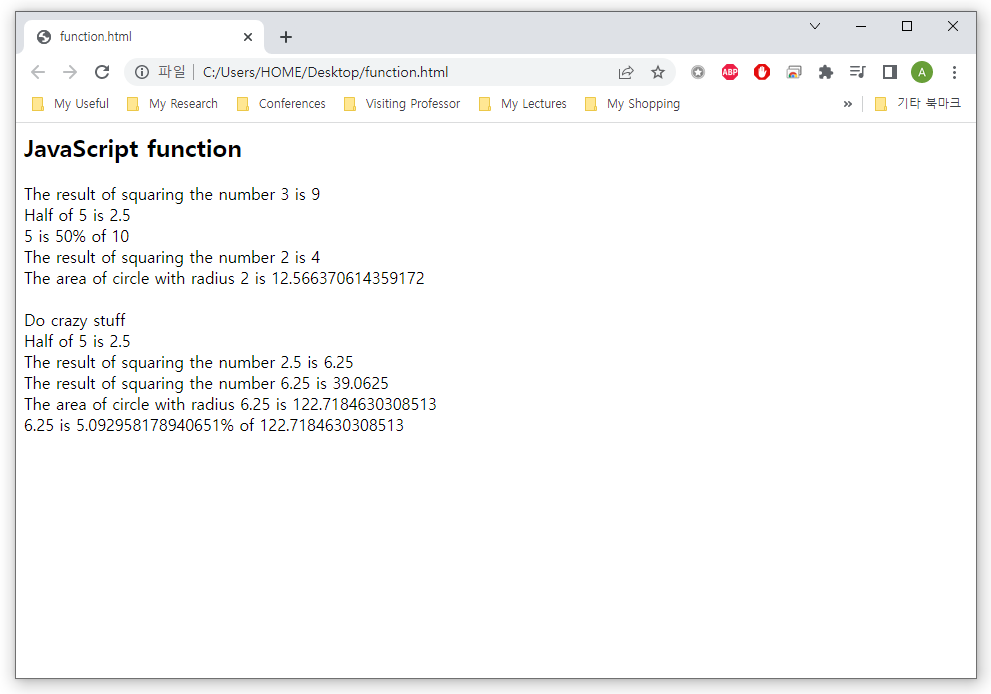 function.html
파일 C:/Users/HOME/Desktop/function.html
ABP
A
My Useful My Research Conferences Visiting Professor My Lectures My Shopping » 기타 북마크
JavaScript function
The result of squaring the number 3 is 9
Half of 5 is 2.5
5 is 50% of 10
The result of squaring the number 2 is 4
The area of circle with radius 2 is 12.566370614359172
Do crazy stuff
Half of 5 is 2.5
The result of squaring the number 2.5 is 6.25
The result of squaring the number 6.25 is 39.0625
The area of circle with radius 6.25 is 122.7184630308513
6.25 is 5.092958178940651% of 122.7184630308513